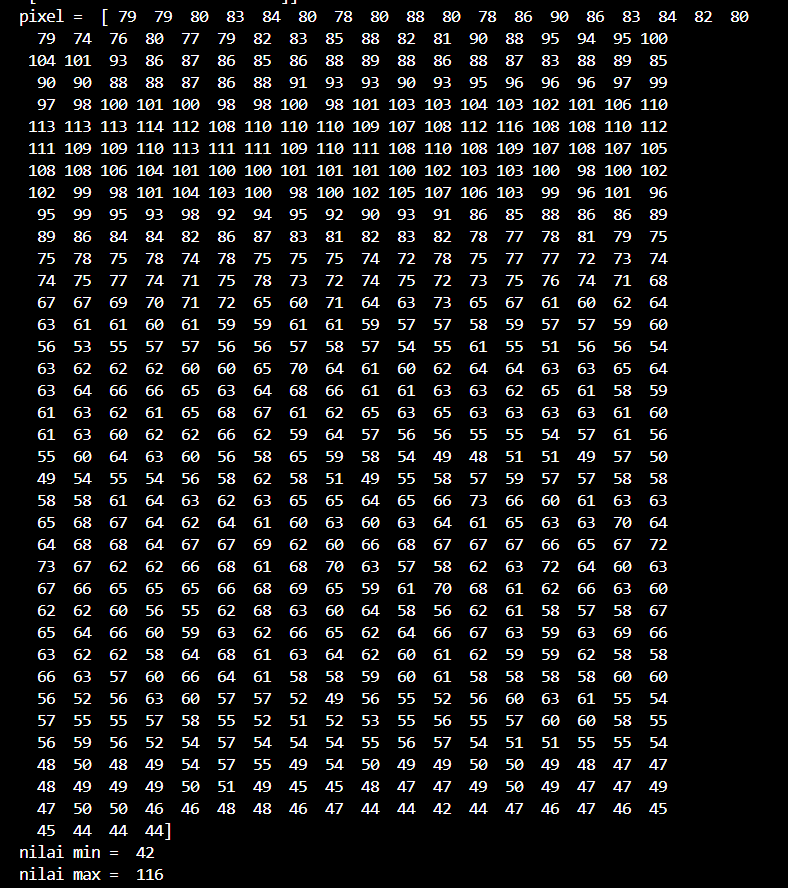 pixel =  [ 79  79  80  83  84  80  78  80  88  80  78  86  90  86  83  84  82  80
  79  74  76  80  77  79  82  83  85  88  82  81  90  88  95  94  95 100
 104 101  93  86  87  86  85  86  88  89  88  86  88  87  83  88  89  85
  90  90  88  88  87  86  88  91  93  93  90  93  95  96  96  96  97  99
  97  98 100 101 100  98  98 100  98 101 103 103 104 103 102 101 106 110
 113 113 113 114 112 108 110 110 110 109 107 108 112 116 108 108 110 112
 111 109 109 110 113 111 111 109 110 111 108 110 108 109 107 108 107 105
 108 108 106 104 101 100 100 101 101 101 100 102 103 103 100  98 100 102
 102  99  98 101 104 103 100  98 100 102 105 107 106 103  99  96 101  96
  95  99  95  93  98  92  94  95  92  90  93  91  86  85  88  86  86  89
  89  86  84  84  82  86  87  83  81  82  83  82  78  77  78  81  79  75
  75  78  75  78  74  78  75  75  75  74  72  78  75  77  77  72  73  74
  74  75  77  74  71  75  78  73  72  74  75  72  73  75  76  74  71  68
  67  67  69  70  71  72  65  60  71  64  63  73  65  67  61  60  62  64
  63  61  61  60  61  59  59  61  61  59  57  57  58  59  57  57  59  60
  56  53  55  57  57  56  56  57  58  57  54  55  61  55  51  56  56  54
  63  62  62  62  60  60  65  70  64  61  60  62  64  64  63  63  65  64
  63  64  66  66  65  63  64  68  66  61  61  63  63  62  65  61  58  59
  61  63  62  61  65  68  67  61  62  65  63  65  63  63  63  63  61  60
  61  63  60  62  62  66  62  59  64  57  56  56  55  55  54  57  61  56
  55  60  64  63  60  56  58  65  59  58  54  49  48  51  51  49  57  50
  49  54  55  54  56  58  62  58  51  49  55  58  57  59  57  57  58  58
  58  58  61  64  63  62  63  65  65  64  65  66  73  66  60  61  63  63
  65  68  67  64  62  64  61  60  63  60  63  64  61  65  63  63  70  64
  64  68  68  64  67  67  69  62  60  66  68  67  67  67  66  65  67  72
  73  67  62  62  66  68  61  68  70  63  57  58  62  63  72  64  60  63
  67  66  65  65  65  66  68  69  65  59  61  70  68  61  62  66  63  60
  62  62  60  56  55  62  68  63  60  64  58  56  62  61  58  57  58  67
  65  64  66  60  59  63  62  66  65  62  64  66  67  63  59  63  69  66
  63  62  62  58  64  68  61  63  64  62  60  61  62  59  59  62  58  58
  66  63  57  60  66  64  61  58  58  59  60  61  58  58  58  58  60  60
  56  52  56  63  60  57  57  52  49  56  55  52  56  60  63  61  55  54
  57  55  55  57  58  55  52  51  52  53  55  56  55  57  60  60  58  55
  56  59  56  52  54  57  54  54  54  55  56  57  54  51  51  55  55  54
  48  50  48  49  54  57  55  49  54  50  49  49  50  50  49  48  47  47
  48  49  49  49  50  51  49  45  45  48  47  47  49  50  49  47  47  49
  47  50  50  46  46  48  48  46  47  44  44  42  44  47  46  47  46  45
  45  44  44  44]
nilai min =  42
nilai max =  116